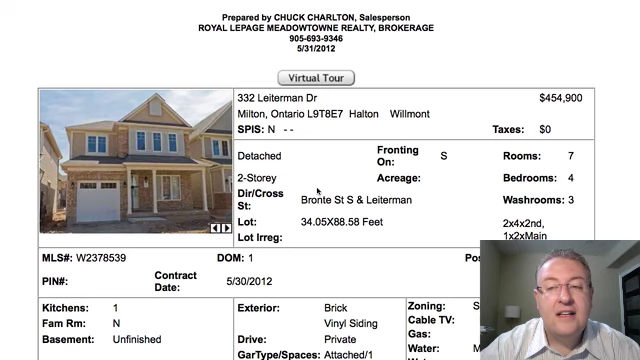 Prepared by CHUCK CHARLTON, Salesperson
ROYAL LEPAGE MEADOWTOWNE REALTY, BROKERAGE
905-693-9346
5/31/2012
Virtual Tour
332 Leiterman Dr $454,900
Milton, Ontario L9T8E7 Halton Willmont
SPIS: N - - Taxes: $0
Detached Fronting On: S Rooms: 7
2-Storey Acreage: Bedrooms: 4
Dir/Cross St: Bronte St S & Leiterman Washrooms: 3
Lot: 34.05X88.58 Feet 2x4x2nd,
Lot Irreg: 1x2xMain
MLS#: W2378539 DOM: 1
PIN#: Contract Date: 5/30/2012
Kitchens: 1 Exterior: Brick Zoning:
Fam Rm: N Vinyl Siding Cable TV:
Basement: Unfinished Drive: Private Gas:
GarType/Spaces: Attached/1 Water: